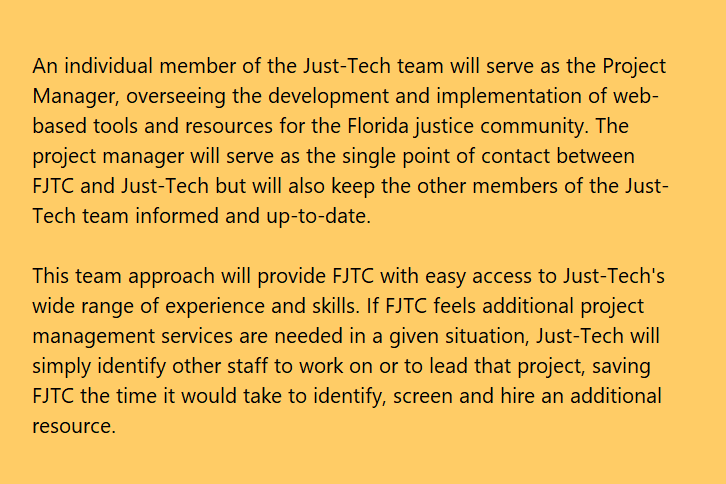 An individual member of the Just-Tech team will serve as the Project
Manager, overseeing the development and implementation of web-
based tools and resources for the Florida justice community. The
project manager will serve as the single point of contact between
FJTC and Just-Tech but will also keep the other members of the Just-
Tech team informed and up-to-date.
This team approach will provide FJTC with easy access to Just-Tech's
wide range of experience and skills. If FJTC feels additional project
management services are needed in a given situation, Just-Tech will
simply identify other staff to work on or to lead that project, saving
FJTC the time it would take to identify, screen and hire an additional
resource.